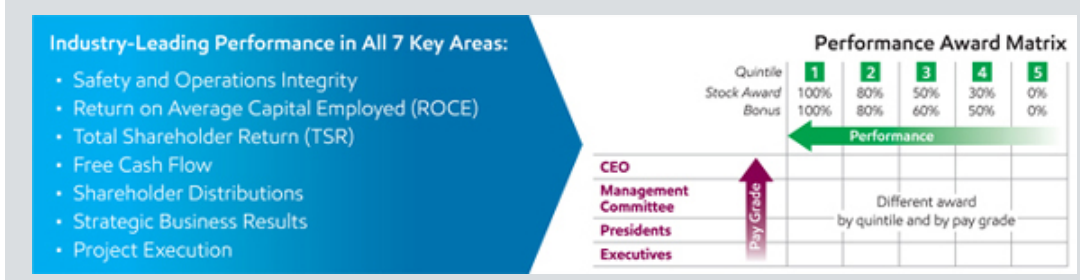 Industry-Leading Performance in All 7 Key Areas:
• Safety and Operations Integrity
• Return on Average Capital Employed (ROCE)
• Total Shareholder Return (TSR)
• Free Cash Flow
• Shareholder Distributions
• Strategic Business Results
• Project Execution
Performance Award Matrix
Quintile 1 2 3 4 5
Stock Award 100% 80% 50% 30% 0%
Bonus 100% 80% 60% 50% 0%
Performance
CEO
Management
Committee
Presidents
Executives
Pay Grade
Different award
by quintile and by pay grade